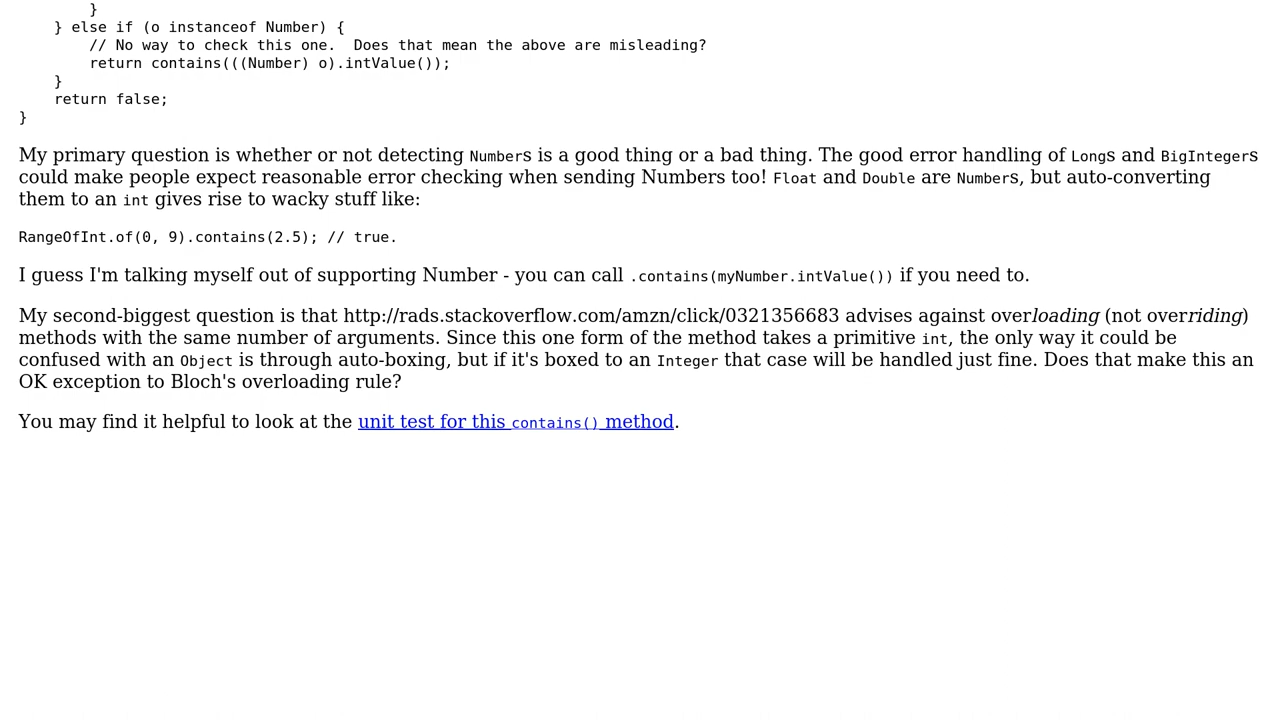 }
    } else if (o instanceof Number) {
        // No way to check this one.  Does that mean the above are misleading?
        return contains(((Number) o).intValue());
    }
    return false;
}
My primary question is whether or not detecting Numbers is a good thing or a bad thing. The good error handling of Longs and BigIntegers
could make people expect reasonable error checking when sending Numbers too! Float and Double are Numbers, but auto-converting
them to an int gives rise to wacky stuff like:
RangeOfInt.of(0, 9).contains(2.5); // true.
I guess I'm talking myself out of supporting Number - you can call .contains(myNumber.intValue()) if you need to.
My second-biggest question is that http://rads.stackoverflow.com/amzn/click/0321356683 advises against overloading (not overriding)
methods with the same number of arguments. Since this one form of the method takes a primitive int, the only way it could be
confused with an Object is through auto-boxing, but if it's boxed to an Integer that case will be handled just fine. Does that make this an
OK exception to Bloch's overloading rule?
You may find it helpful to look at the unit test for this contains() method.